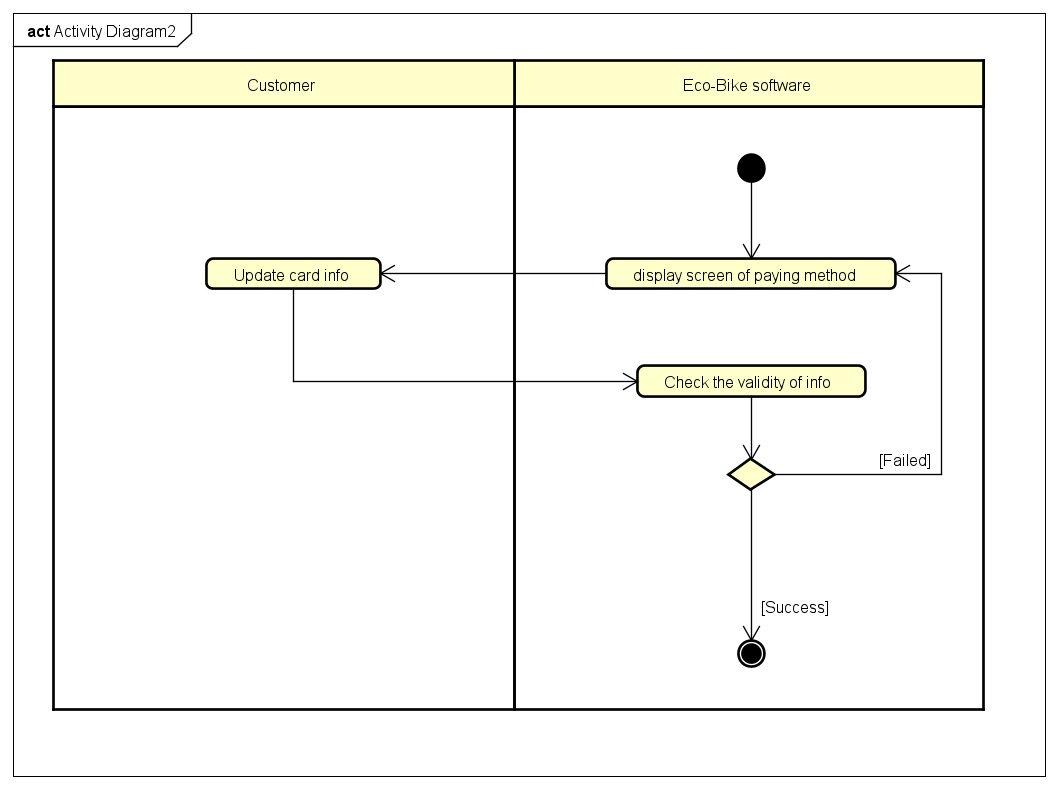 act Activity Diagram2
Customer
Eco-Bike software
Update card info
display screen of paying method
Check the validity of info
[Failed]
[Success]